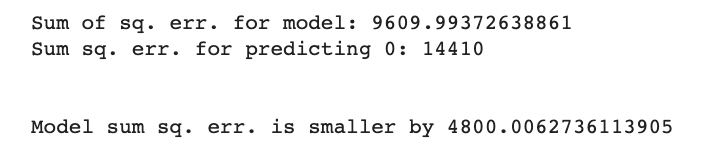 Sum of sq. err. for model: 9609.99372638861
Sum sq. err. for predicting 0: 14410
Model sum sq. err. is smaller by 4800.0062736113905